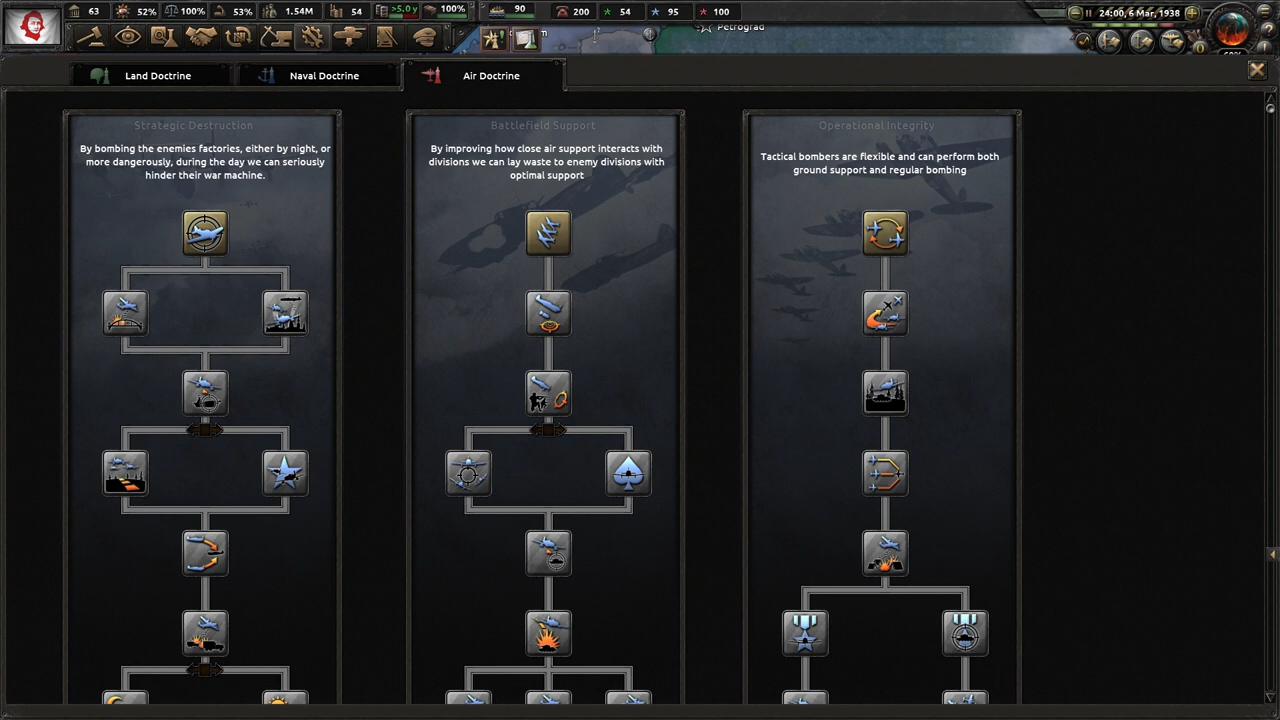 63 52% 100% 53% 1.54M 54 >5.0 y 100% 90 200 54 95 100 24:00, 6 Mar, 1938
Petrograd
0
Land Doctrine Naval Doctrine Air Doctrine
Strategic Destruction
By bombing the enemies factories, either by night, or
more dangerously, during the day we can seriously
hinder their war machine.
Battlefield Support
By improving how close air support interacts with
divisions we can lay waste to enemy divisions with
optimal support
Operational Integrity
Tactical bombers are flexible and can perform both
ground support and regular bombing